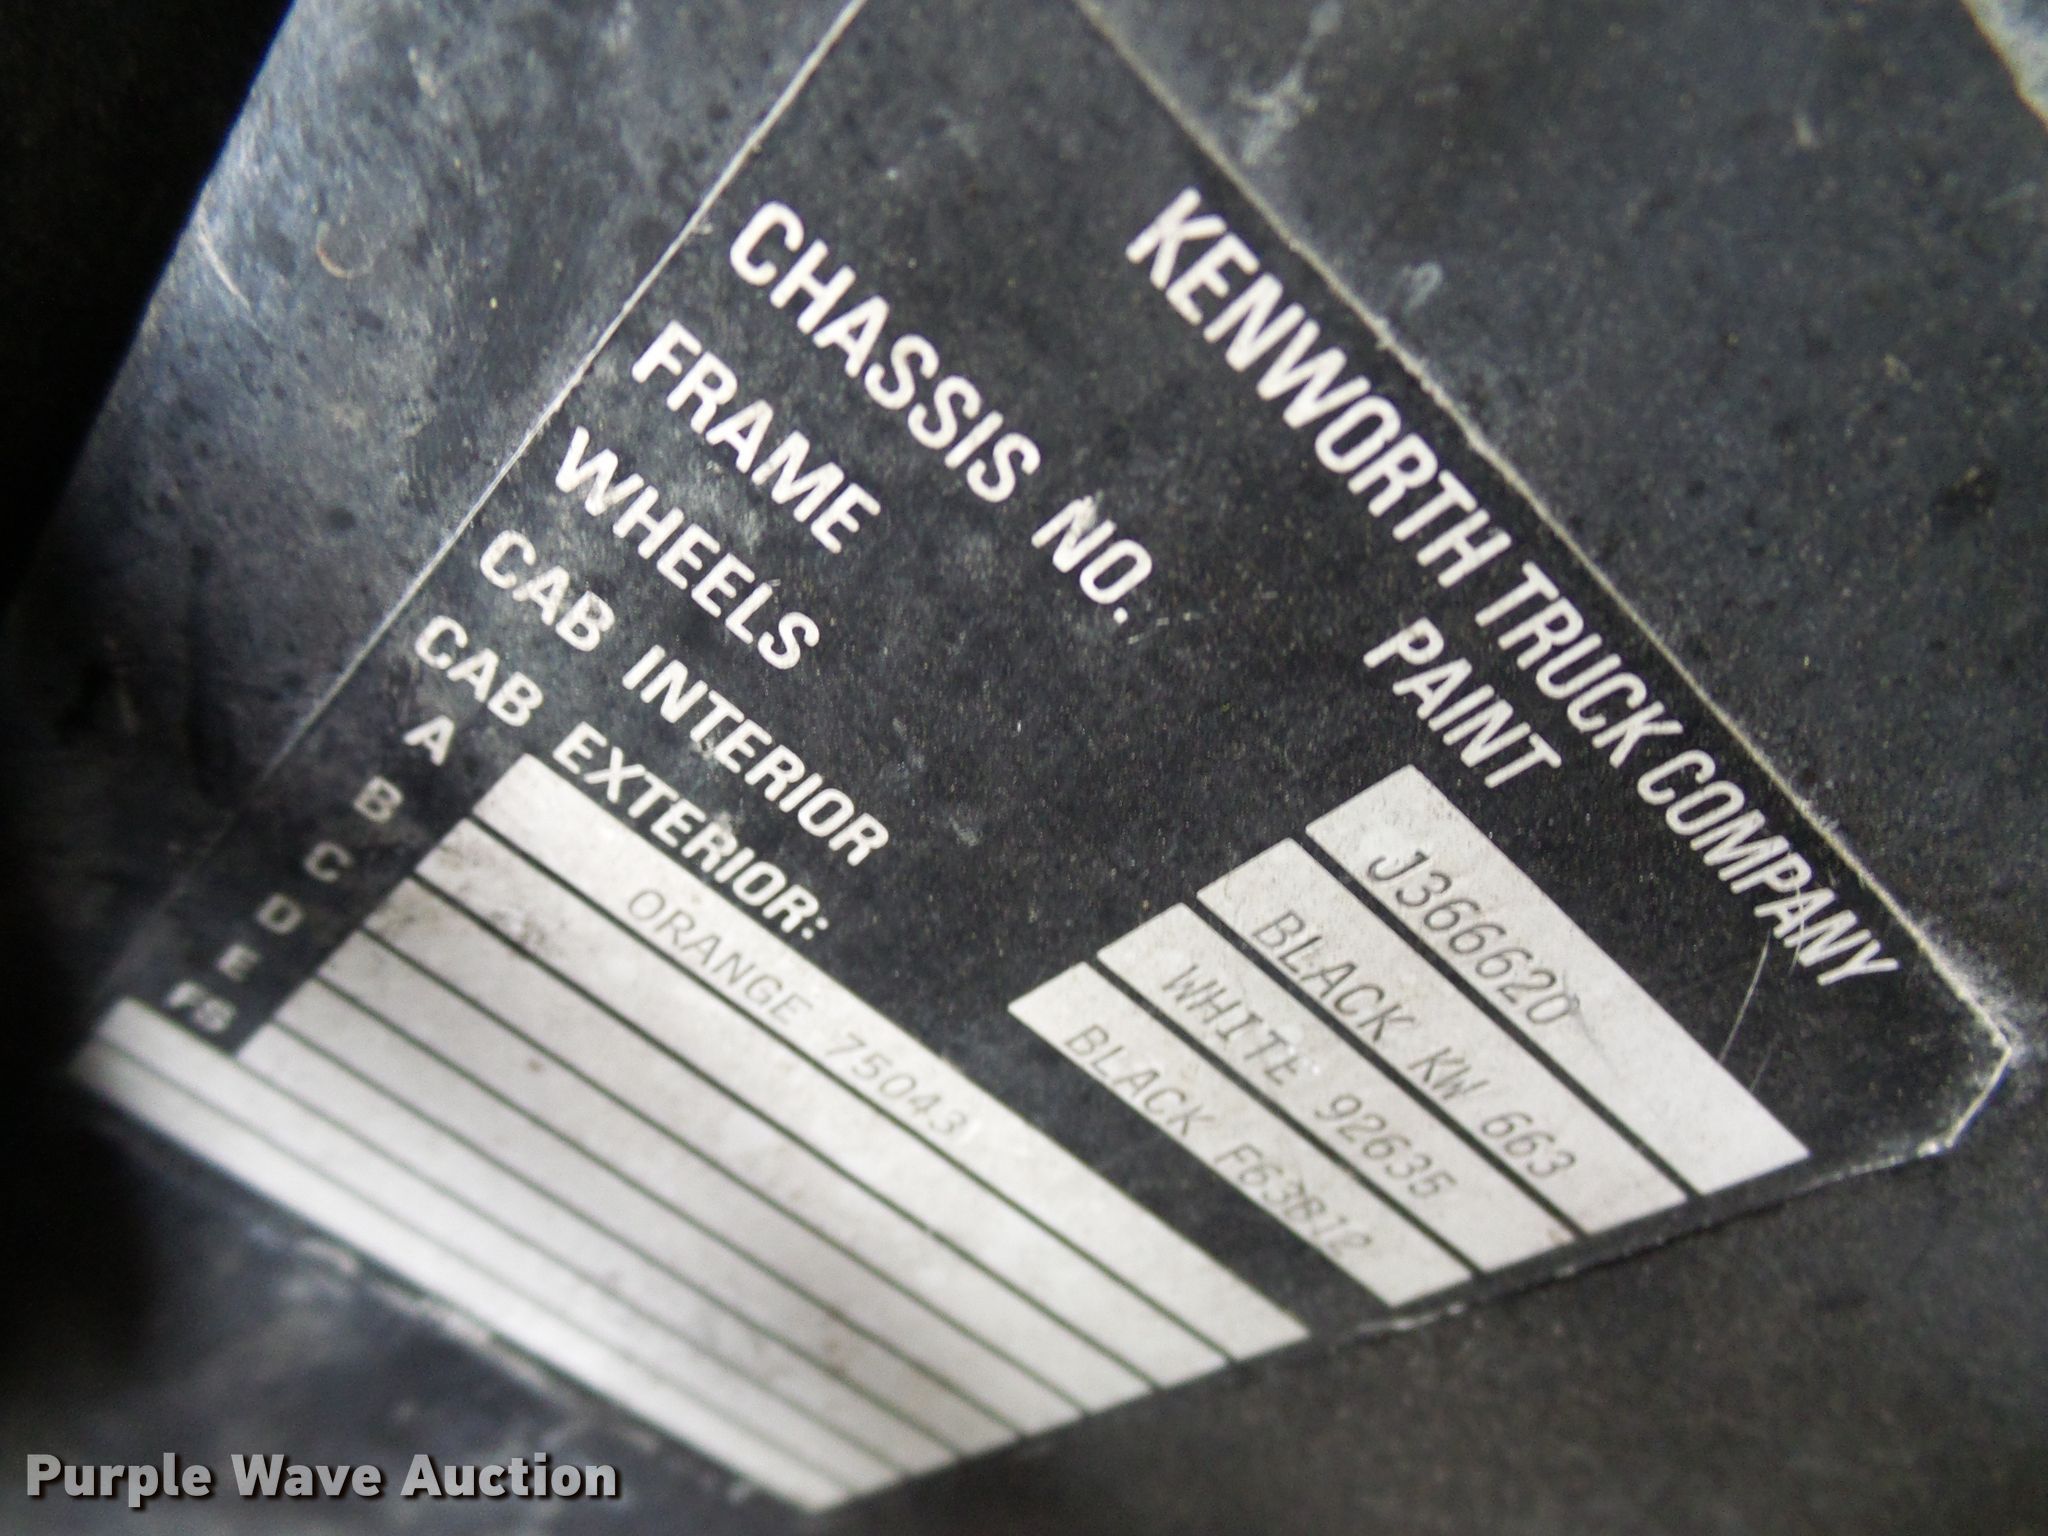 KENWORTH TRUCK COMPANY
PAINT
CHASSIS NO. J366620
FRAME BLACK KW 663
WHEELS WHITE 92635
CAB INTERIOR BLACK F63B12
CAB EXTERIOR:
A ORANGE 75043
B
C
D
E
FS
Purple Wave Auction